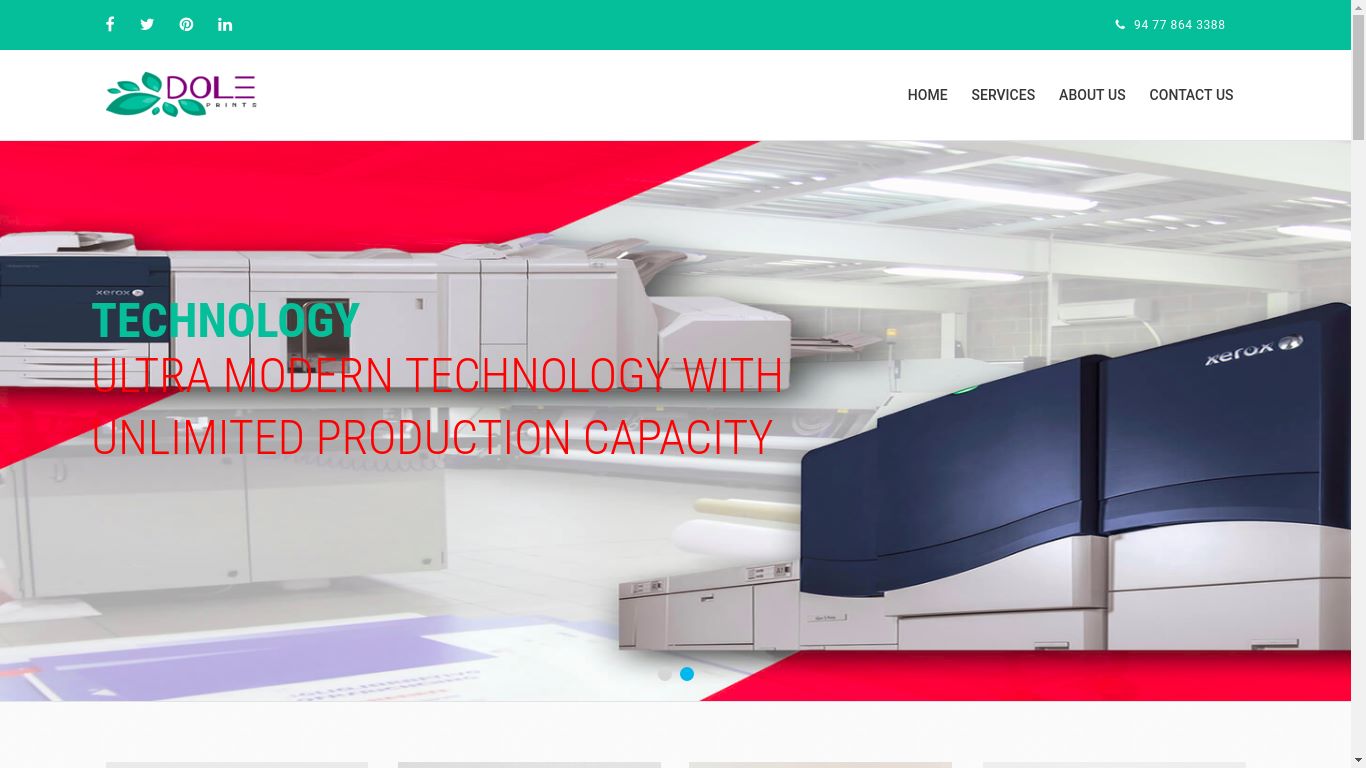 94 77 864 3388
DOLE
PRINTS
HOME
SERVICES
ABOUT US
CONTACT US
xerox
xerox
TECHNOLOGY
ULTRA MODERN TECHNOLOGY WITH
UNLIMITED PRODUCTION CAPACITY